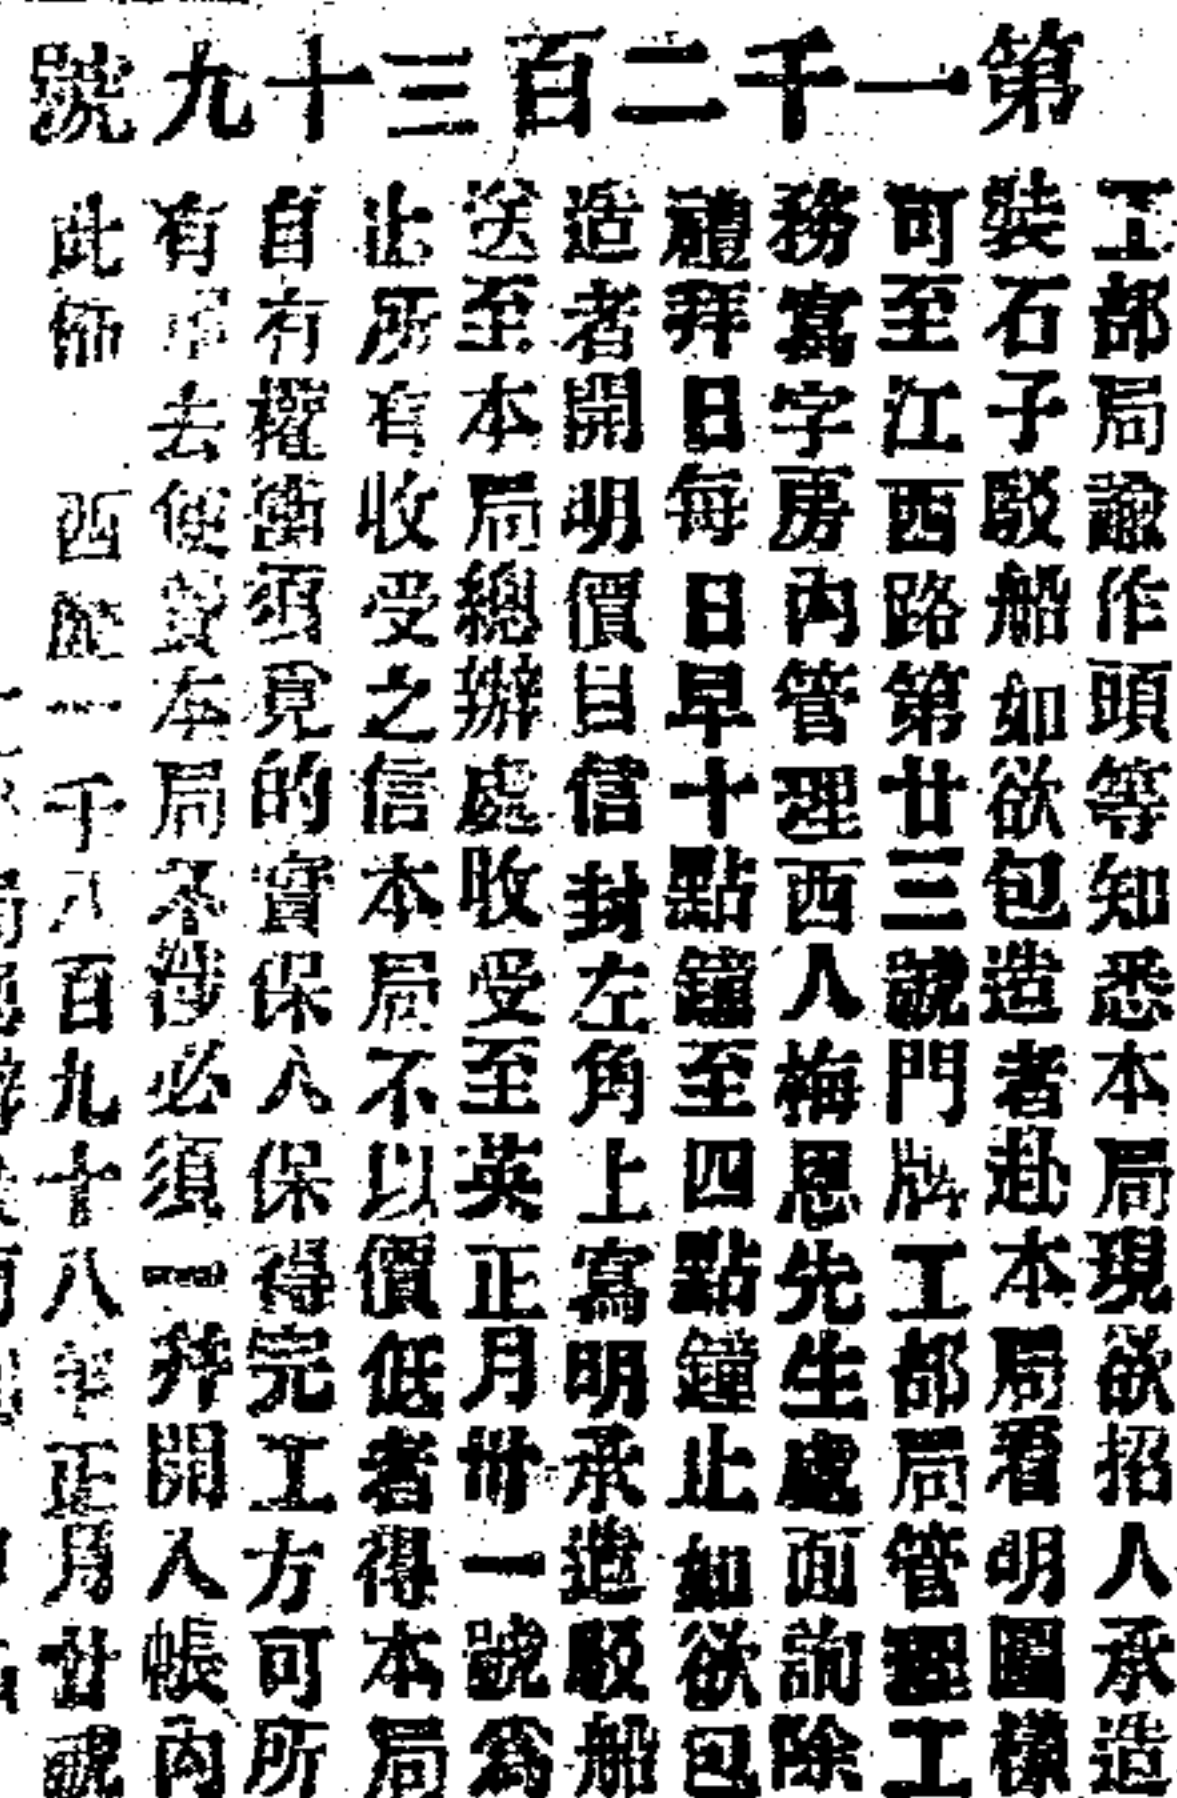 第一千二百三十九號
工部局諭作頭等知悉本局現欲招人承造
裝石子駁船如欲包造者赴本局看明圖樣
可至江西路第廿三號門牌工部局管理工
務寫字房內管理西人梅恩先生處面詢除
禮拜日每日早十點鐘至四點鐘止如欲包
造者開明價目信封左角上寫明承造駁船
送至本局總辦處收受至英正月卅一號為
止所有收受之信本局不以價低者得本局
自有權衡須覓的實保人保得完工方可所
有去使費本局不涉必須一并開入帳內
此佈 西歷一千八百九十八年正月廿號